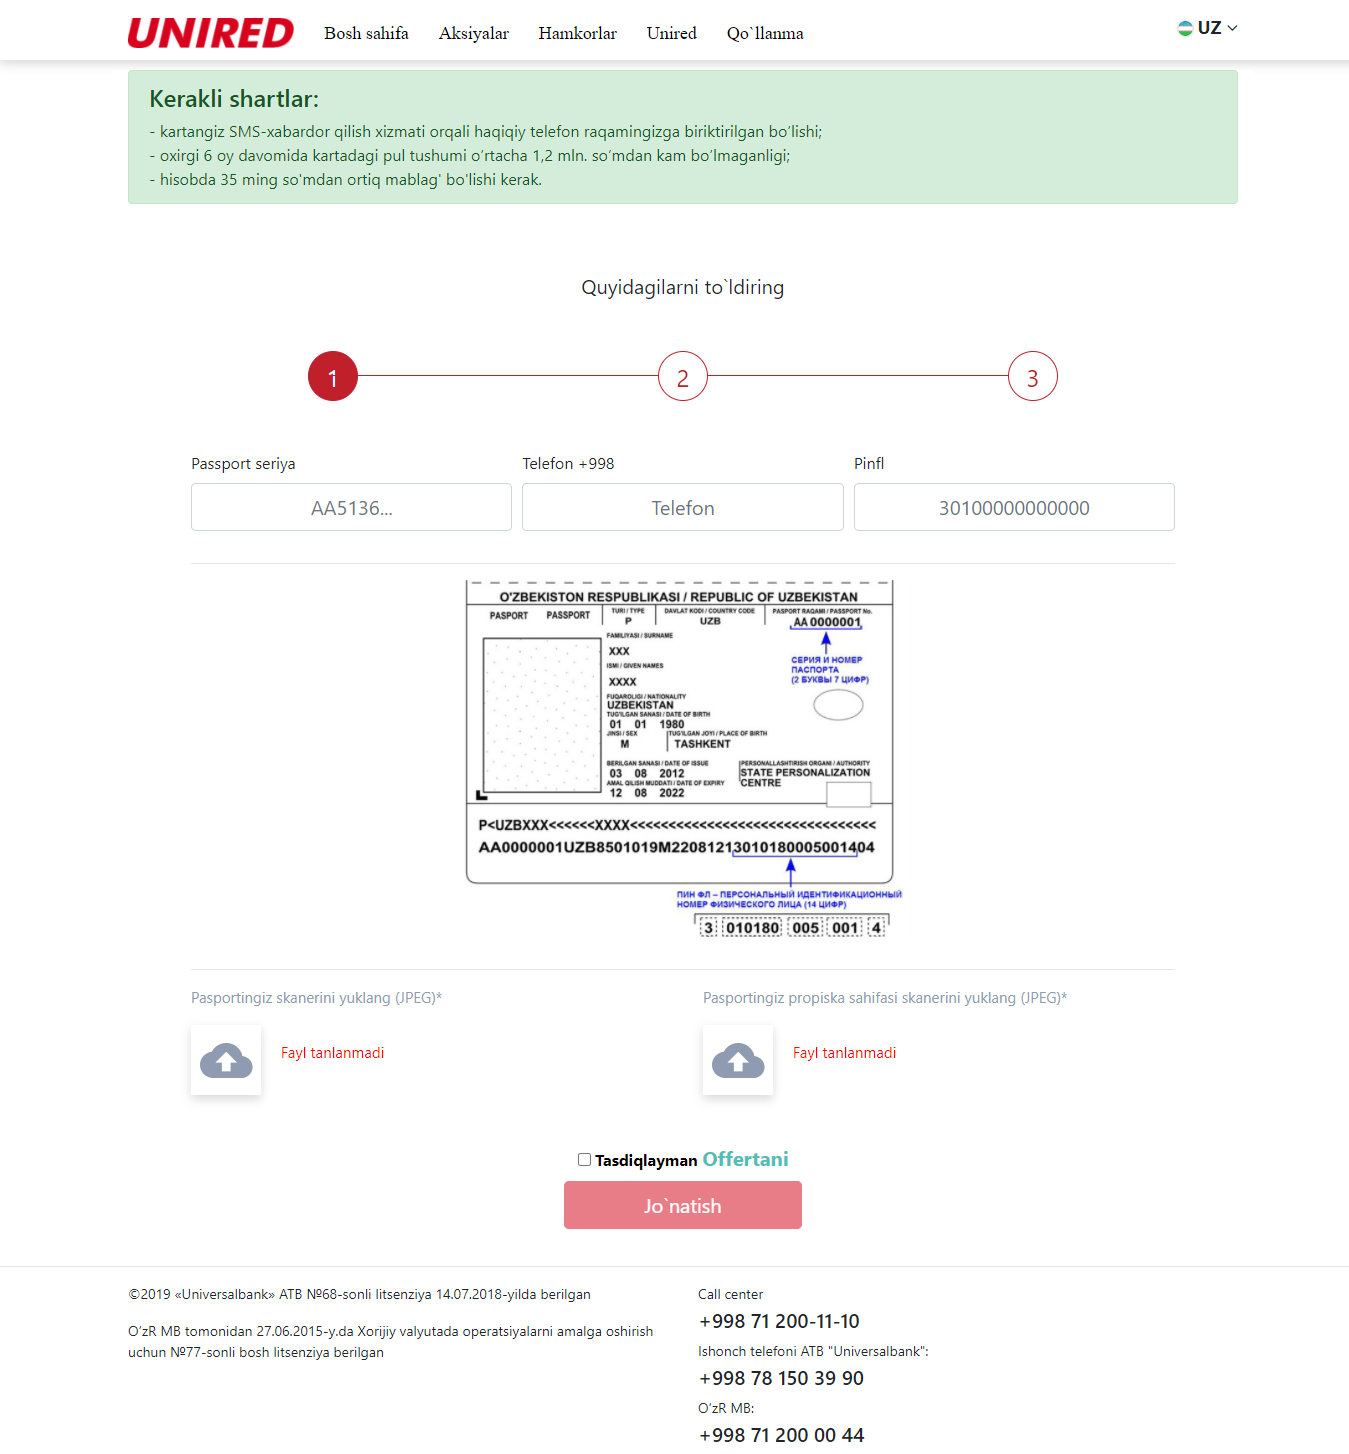 UNIRED
Bosh sahifa
Aksiyalar
Hamkorlar
Unired
Qo`llanma
UZ
Kerakli shartlar:
- kartangiz SMS-xabardor qilish xizmati orqali haqiqiy telefon raqamingizga biriktirilgan bo‘lishi;
- oxirgi 6 oy davomida kartadagi pul tushumi o‘rtacha 1,2 mln. so‘mdan kam bo‘lmaganligi;
- hisobda 35 ming so'mdan ortiq mablag' bo'lishi kerak.
Quyidagilarni to`ldiring
1
2
3
Passport seriya
Telefon +998
Pinfl
AA5136...
Telefon
30100000000000
O'ZBEKISTON RESPUBLIKASI / REPUBLIC OF UZBEKISTAN
PASPORT PASSPORT
TURI / TYPE
P
DAVLAT KODI / COUNTRY CODE
UZB
PASPORT RAQAMI / PASSPORT No.
AA 0000001
СЕРИЯ И НОМЕР
ПАСПОРТА
(2 БУКВЫ 7 ЦИФР)
FAMILIYASI / SURNAME
XXX
ISMI / GIVEN NAMES
XXXX
FUQAROLIGI / NATIONALITY
UZBEKISTAN
TUG'ILGAN SANASI / DATE OF BIRTH
01 01 1980
JINSI / SEX
M
TUG'ILGAN JOYI / PLACE OF BIRTH
TASHKENT
BERILGAN SANASI / DATE OF ISSUE
03 08 2012
AMAL QILISH MUDDATI / DATE OF EXPIRY
12 08 2022
PERSONALLASHTIRISH ORGANI / AUTHORITY
STATE PERSONALIZATION
CENTRE
P<UZBXXX<<<<<<XXXX<<<<<<<<<<<<<<<<<<<<<<<<<<<<<<<
AA0000001UZB8501019M22081213010180005001404
ПИН ФЛ – ПЕРСОНАЛЬНЫЙ ИДЕНТИФИКАЦИОННЫЙ
НОМЕР ФИЗИЧЕСКОГО ЛИЦА (14 ЦИФР)
3 010180 005 001 4
Pasportingiz skanerini yuklang (JPEG)*
Fayl tanlanmadi
Pasportingiz propiska sahifasi skanerini yuklang (JPEG)*
Fayl tanlanmadi
Tasdiqlayman Offertani
Jo`natish
©2019 «Universalbank» ATB №68-sonli litsenziya 14.07.2018-yilda berilgan
O‘zR MB tomonidan 27.06.2015-y.da Xorijiy valyutada operatsiyalarni amalga oshirish
uchun №77-sonli bosh litsenziya berilgan
Call center
+998 71 200-11-10
Ishonch telefoni ATB "Universalbank":
+998 78 150 39 90
O‘zR MB:
+998 71 200 00 44